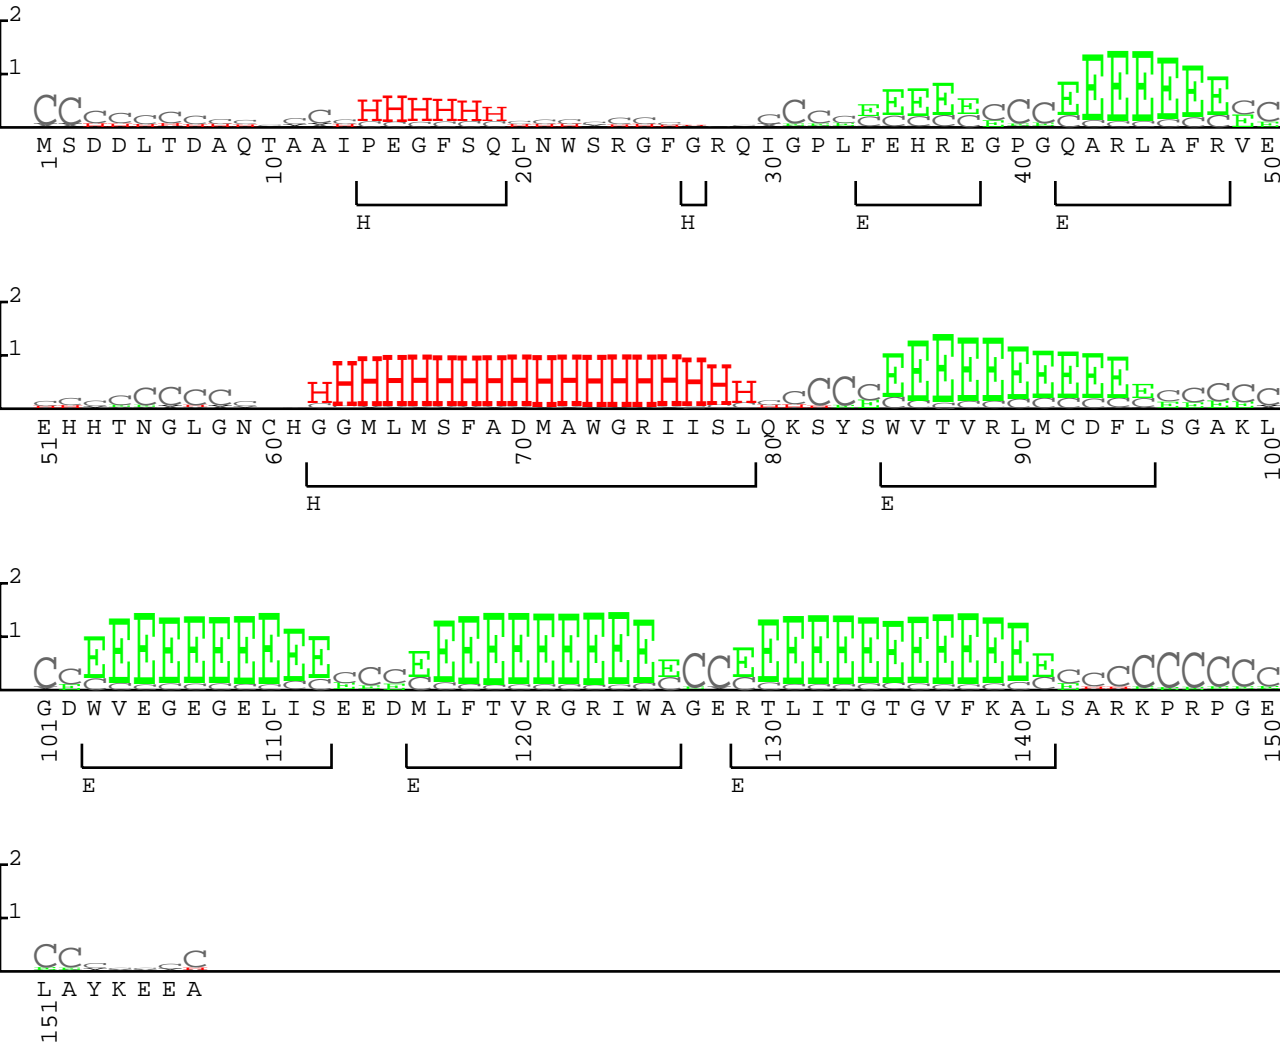 2
1
C C C C C C C C C C C H H H H H H C C C C E E E E E C C C E E E E E E E C C
M S D D L T D A Q T A A I P E G F S Q L N W S R G F G R Q I G P L F E H R E G P G Q A R L A F R V E
1 10 20 30 40 50
H H E E
2
1
C C C C C C C C H H H H H H H H H H H H H H H H H H C C C C E E E E E E E E E E E C C C C C
E H H T N G L G N C H G G M L M S F A D M A W G R I I S L Q K S Y S W V T V R L M C D F L S G A K L
51 60 70 80 90 100
H E
2
1
C C E E E E E E E E E E C C C E E E E E E E E E E E C C E E E E E E E E E E E E E C C C C C C C C C
G D W V E G E G E L I S E E D M L F T V R G R I W A G E R T L I T G T G V F K A L S A R K P R P G E
101 110 120 130 140 150
E E E
2
1
C C C C C
L A Y K E E A
151